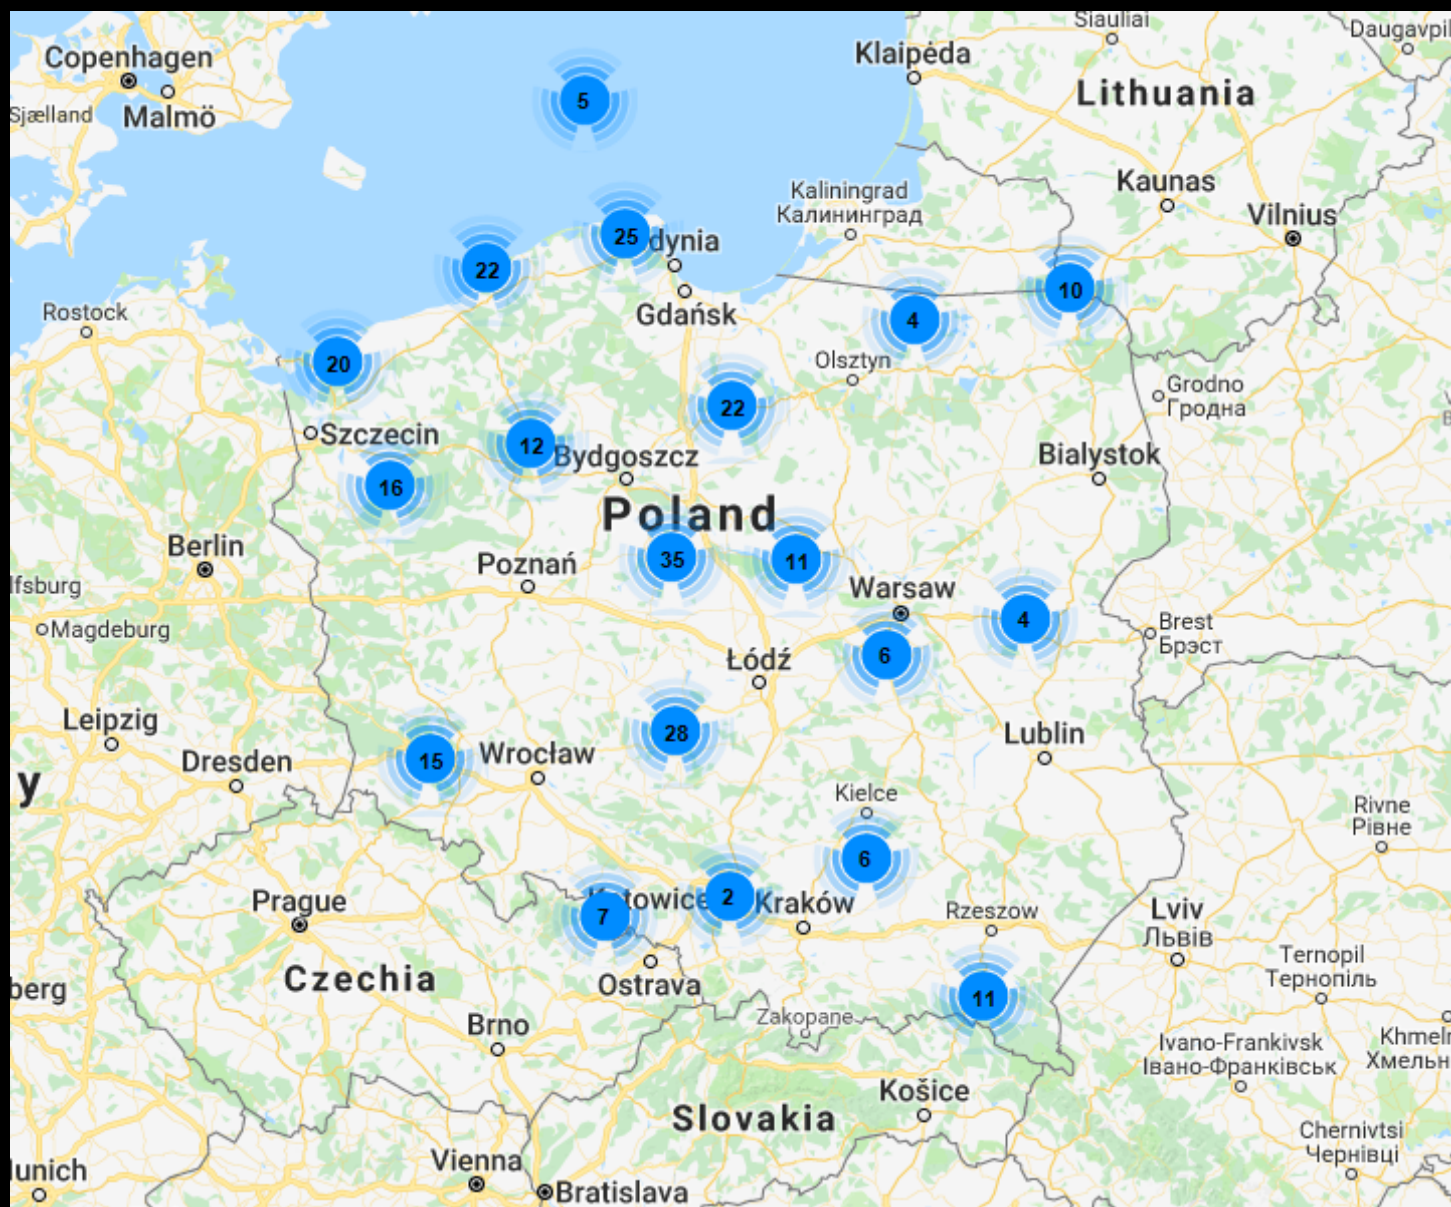 Siauliai
Daugavpil
Copenhagen
Klaipėda
Malmö
Sjælland
Lithuania
5
Kaunas
Kaliningrad
Калининград
Vilnius
25
dynia
22
10
Rostock
Gdańsk
4
20
Olsztyn
Grodno
Гродна
22
Szczecin
12
Bydgoszcz
Bialystok
16
Poland
Berlin
35
11
Poznań
Warsaw
lfsburg
Magdeburg
4
Brest
Брэст
6
Łódź
Leipzig
28
Lublin
15
Wrocław
Dresden
y
Kielce
Rivne
Рівне
6
Prague
7
towice
2
Kraków
Rzeszow
Lviv
Львів
Ternopil
Тернопіль
Czechia
Ostrava
berg
11
Zakopane
Brno
Ivano-Frankivsk
Івано-Франківськ
Khmeln
Хмельн
Košice
Slovakia
Chernivtsi
Чернівці
Vienna
lunich
Bratislava